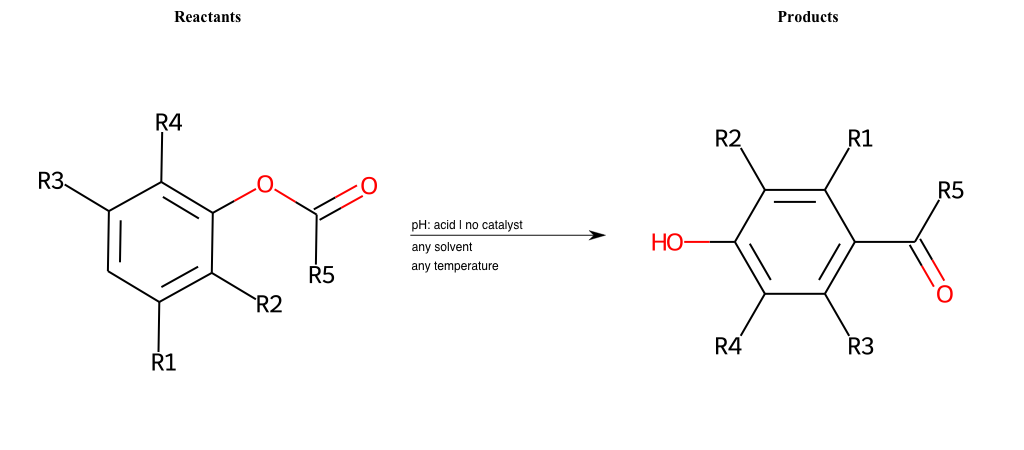 Reactants
Products
R4
R3
O
O
R5
R2
R1
pH: acid | no catalyst
any solvent
any temperature
R2
R1
R5
HO
O
R4
R3